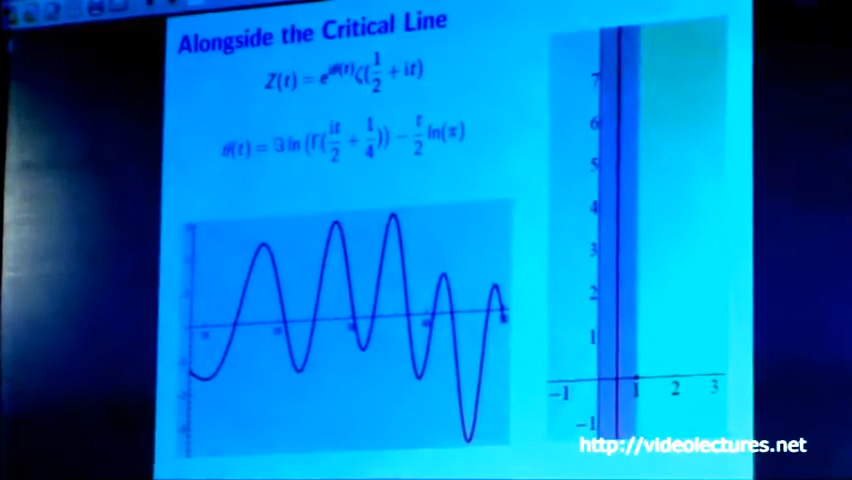 Alongside the Critical Line
Z(t) = e^{iθ(t)}ζ(1/2 + it)
θ(t) = ℑ ln (Γ(it/2 + 1/4)) − t/2 ln(π)
7
6
5
4
3
2
1
−1 1 2 3
−1
http://videolectures.net